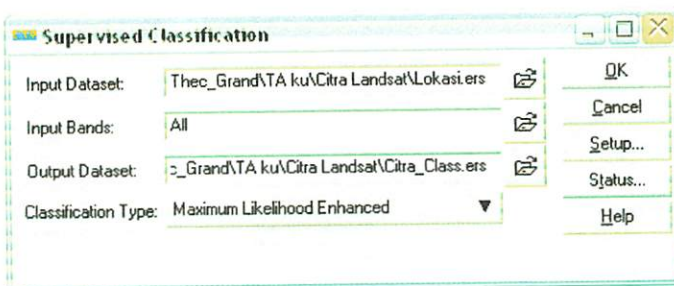 Supervised Classification
Input Dataset: Thec_Grand\TA ku\Citra Landsat\Lokasi.ers
OK
Input Bands: All
Cancel
Setup...
Output Dataset: c_Grand\TA ku\Citra Landsat\Citra_Class.ers
Status...
Classification Type: Maximum Likelihood Enhanced
Help